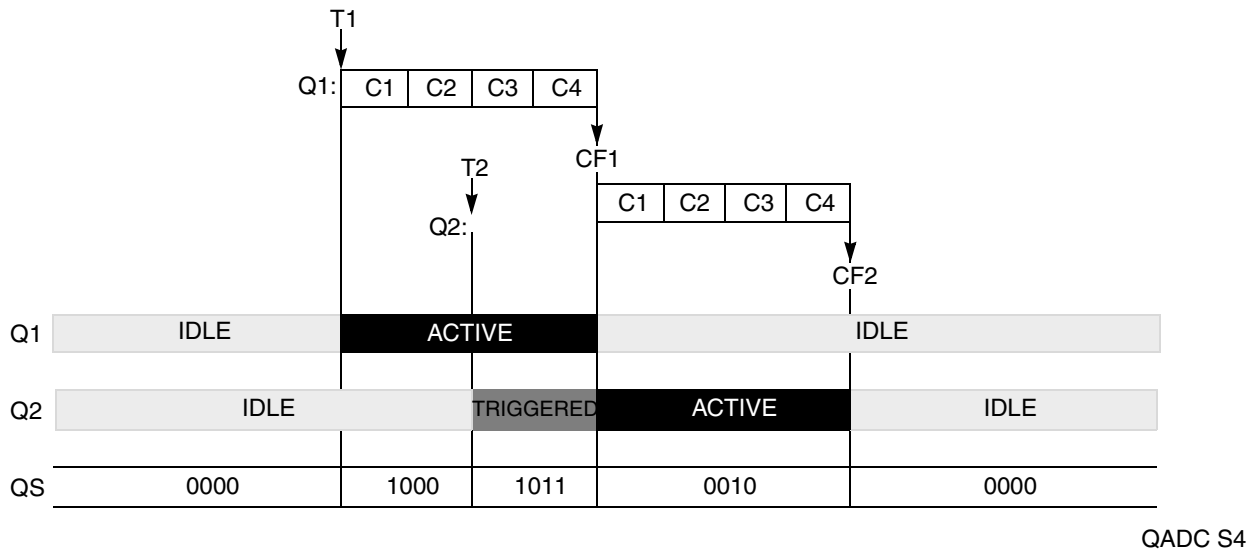 T1
Q1: C1 C2 C3 C4
CF1
T2
Q2: C1 C2 C3 C4
CF2
Q1 IDLE ACTIVE IDLE
Q2 IDLE TRIGGERED ACTIVE IDLE
QS 0000 1000 1011 0010 0000
QADC S4